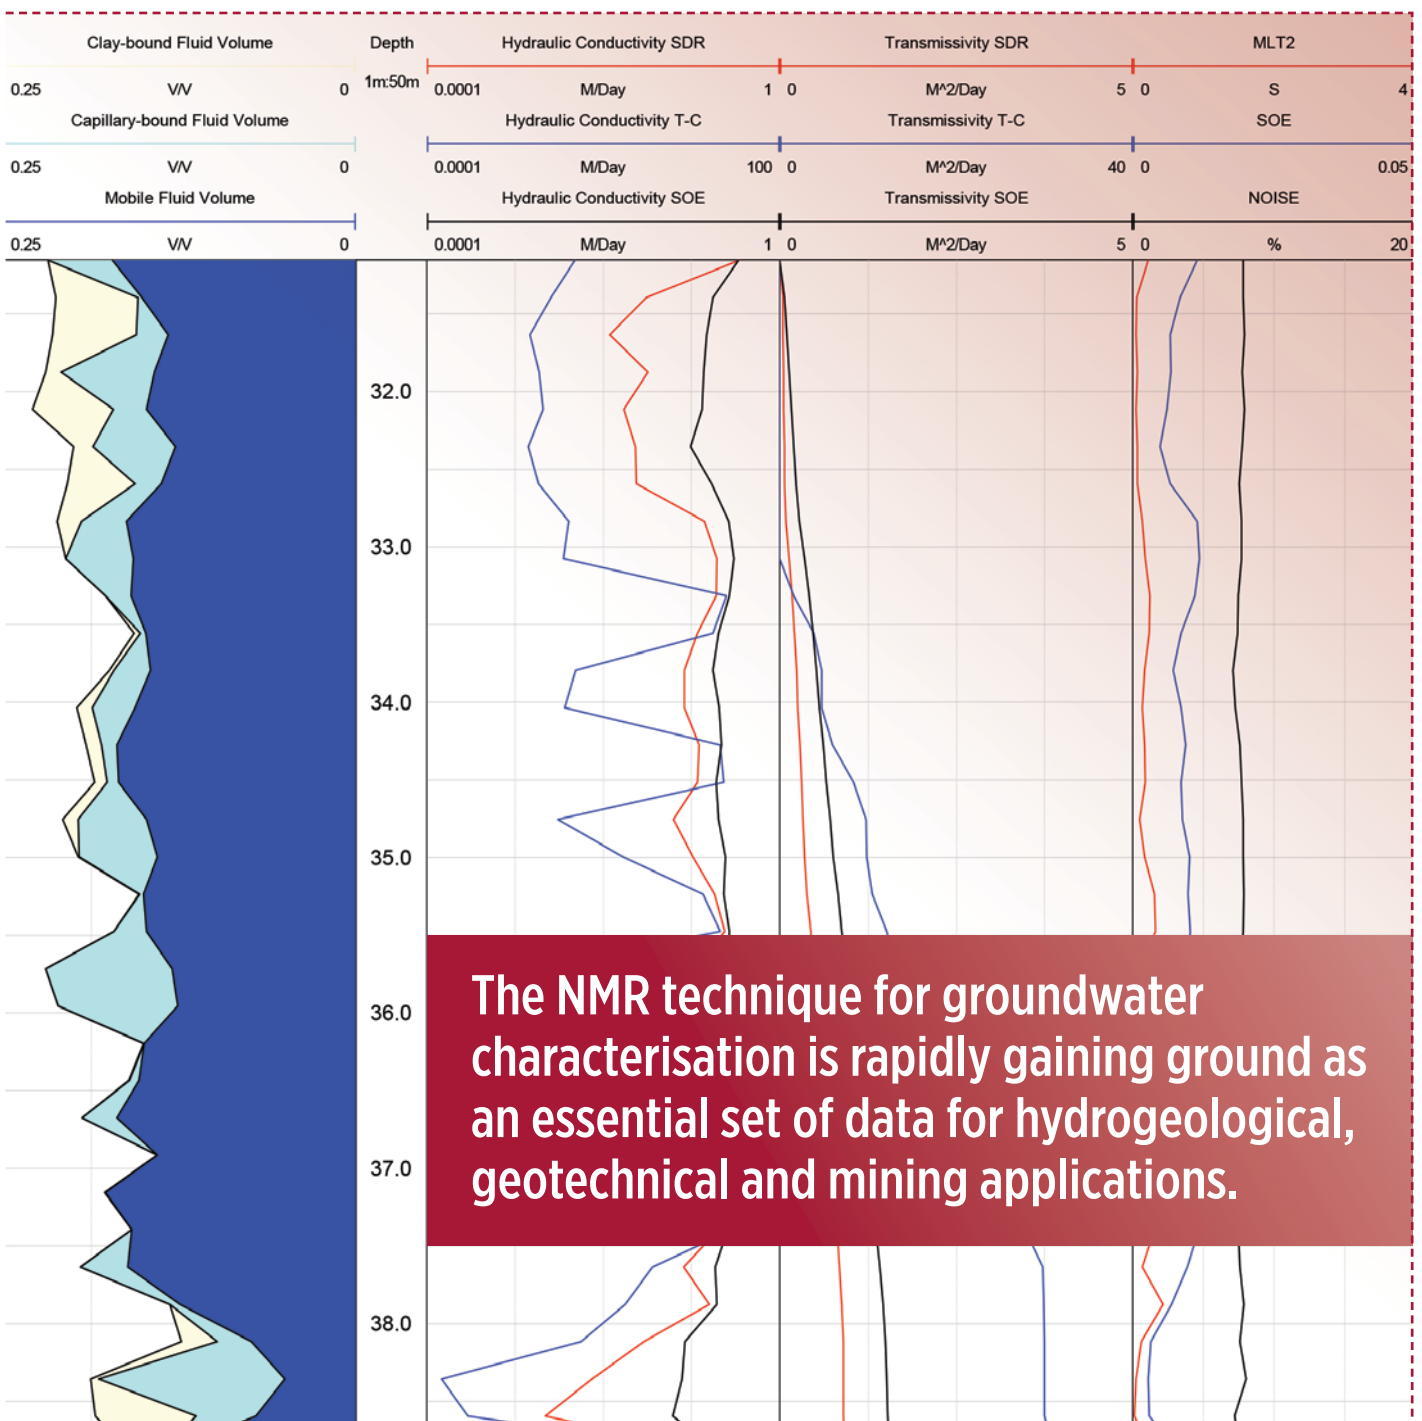 Clay-bound Fluid Volume Depth Hydraulic Conductivity SDR Transmissivity SDR MLT2
0.25 V/V 0 1m:50m 0.0001 M/Day 1 0 M^2/Day 5 0 S 4
Capillary-bound Fluid Volume Hydraulic Conductivity T-C Transmissivity T-C SOE
0.25 V/V 0 0.0001 M/Day 100 0 M^2/Day 40 0 0.05
Mobile Fluid Volume Hydraulic Conductivity SOE Transmissivity SOE NOISE
0.25 V/V 0 0.0001 M/Day 1 0 M^2/Day 5 0 % 20
32.0
33.0
34.0
35.0
36.0
37.0
38.0
The NMR technique for groundwater
characterisation is rapidly gaining ground as
an essential set of data for hydrogeological,
geotechnical and mining applications.